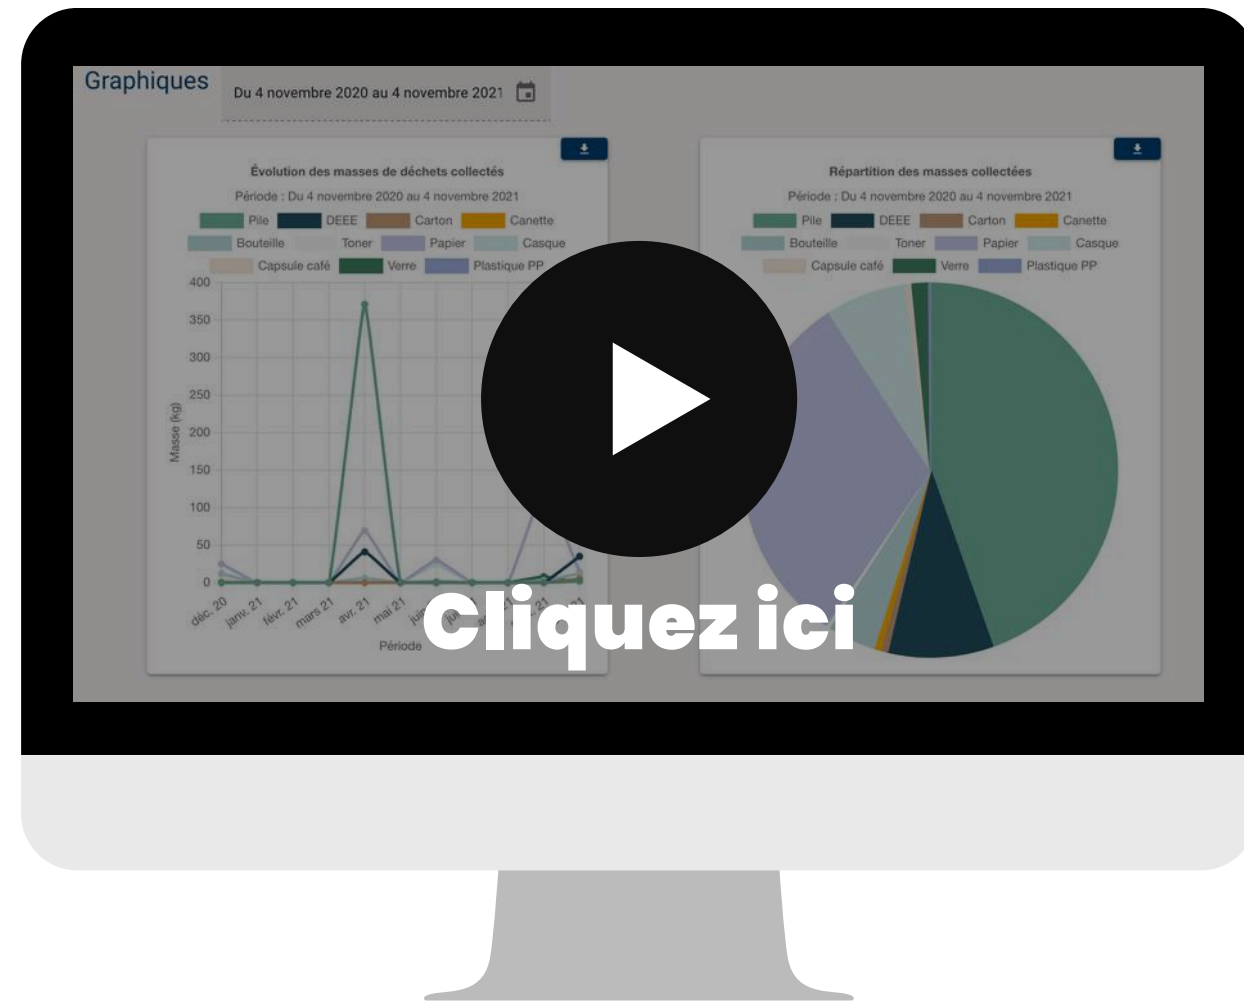 Graphiques
Du 4 novembre 2020 au 4 novembre 2021
Évolution des masses de déchets collectés
Période : Du 4 novembre 2020 au 4 novembre 2021
Pile DEEE Carton Canette
Bouteille Toner Papier Casque
Capsule café Verre Plastique PP
400
350
300
250
200
150
100
50
0
Masse (kg)
déc. 20 janv. 21 févr. 21 mars 21 avr. 21 mai 21
Période
Répartition des masses collectées
Période : Du 4 novembre 2020 au 4 novembre 2021
Pile DEEE Carton Canette
Bouteille Toner Papier Casque
Capsule café Verre Plastique PP
Cliquez ici